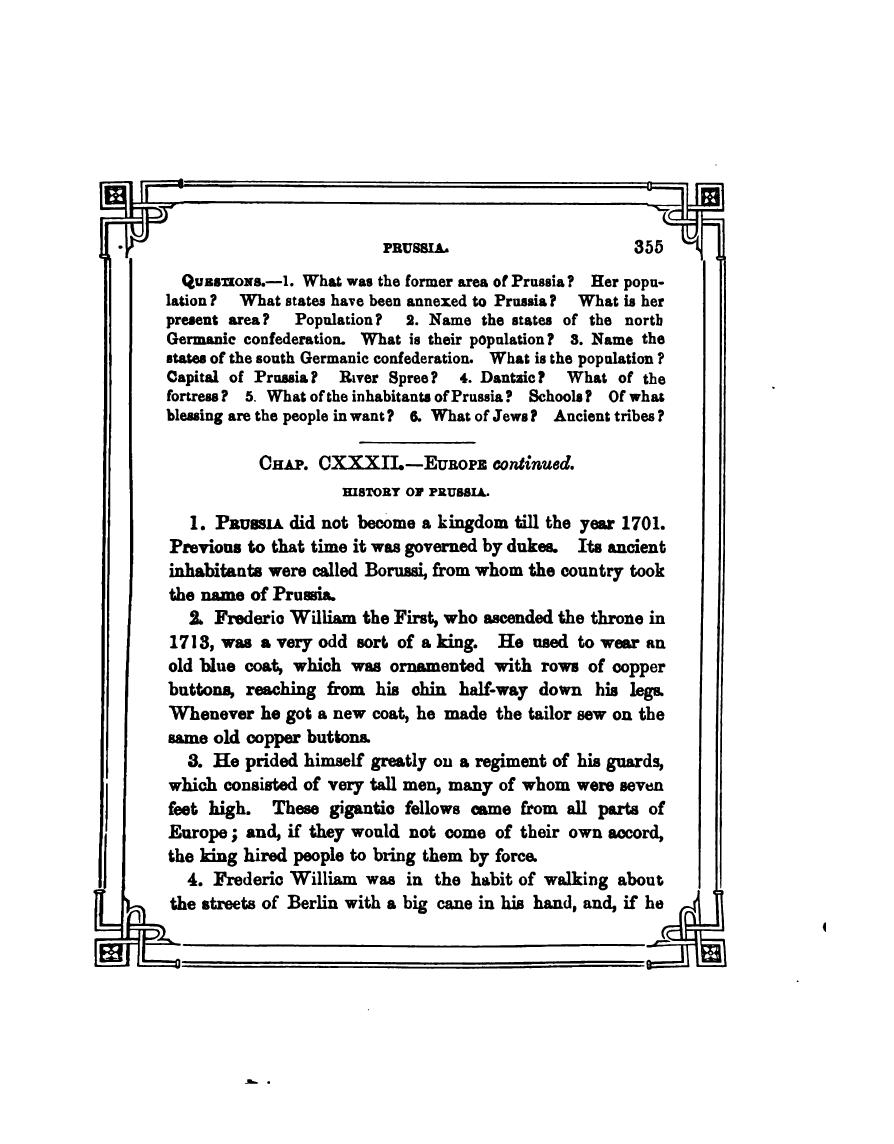 PRUSSIA. 355
QUESTIONS.—1. What was the former area of Prussia? Her popu-
lation? What states have been annexed to Prussia? What is her
present area? Population? 2. Name the states of the north
Germanic confederation. What is their population? 3. Name the
states of the south Germanic confederation. What is the population?
Capital of Prussia? River Spree? 4. Dantzic? What of the
fortress? 5. What of the inhabitants of Prussia? Schools? Of what
blessing are the people in want? 6. What of Jews? Ancient tribes?
CHAP. CXXXII.—EUROPE continued.
HISTORY OF PRUSSIA.
1. PRUSSIA did not become a kingdom till the year 1701.
Previous to that time it was governed by dukes. Its ancient
inhabitants were called Borussi, from whom the country took
the name of Prussia.
2. Frederic William the First, who ascended the throne in
1713, was a very odd sort of a king. He used to wear an
old blue coat, which was ornamented with rows of copper
buttons, reaching from his chin half-way down his legs.
Whenever he got a new coat, he made the tailor sew on the
same old copper buttons.
3. He prided himself greatly on a regiment of his guards,
which consisted of very tall men, many of whom were seven
feet high. These gigantic fellows came from all parts of
Europe; and, if they would not come of their own accord,
the king hired people to bring them by force.
4. Frederic William was in the habit of walking about
the streets of Berlin with a big cane in his hand, and, if he